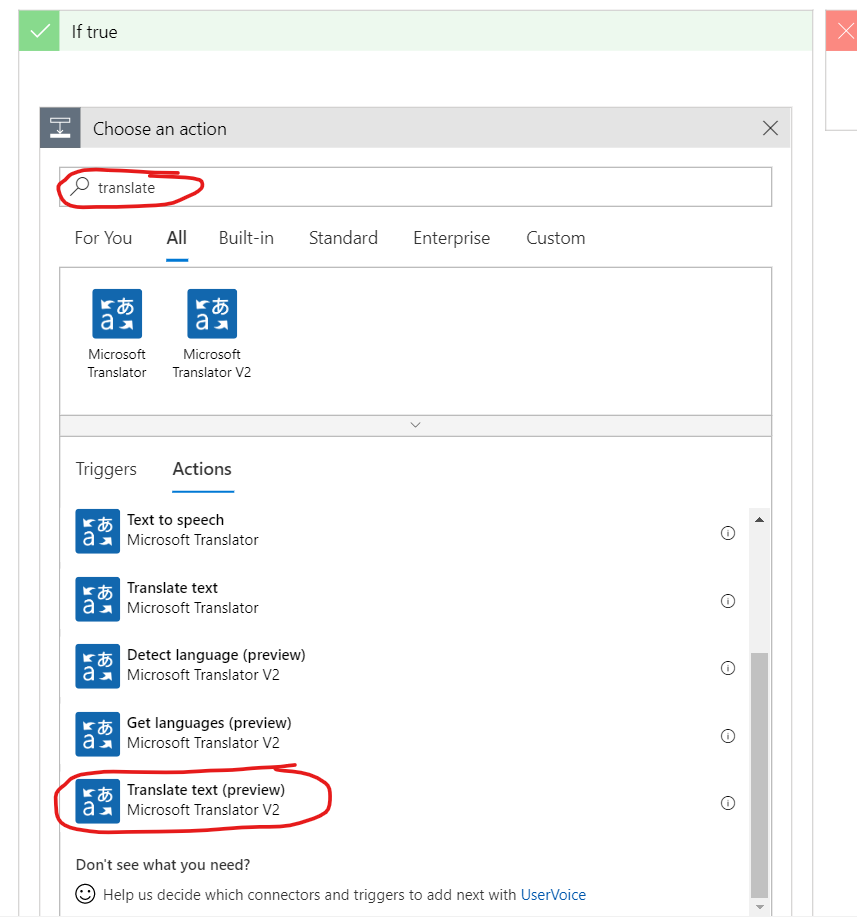 If true
Choose an action
translate
For You All Built-in Standard Enterprise Custom
Microsoft Translator
Microsoft Translator V2
Triggers Actions
Text to speech
Microsoft Translator
Translate text
Microsoft Translator
Detect language (preview)
Microsoft Translator V2
Get languages (preview)
Microsoft Translator V2
Translate text (preview)
Microsoft Translator V2
Don't see what you need?
Help us decide which connectors and triggers to add next with UserVoice